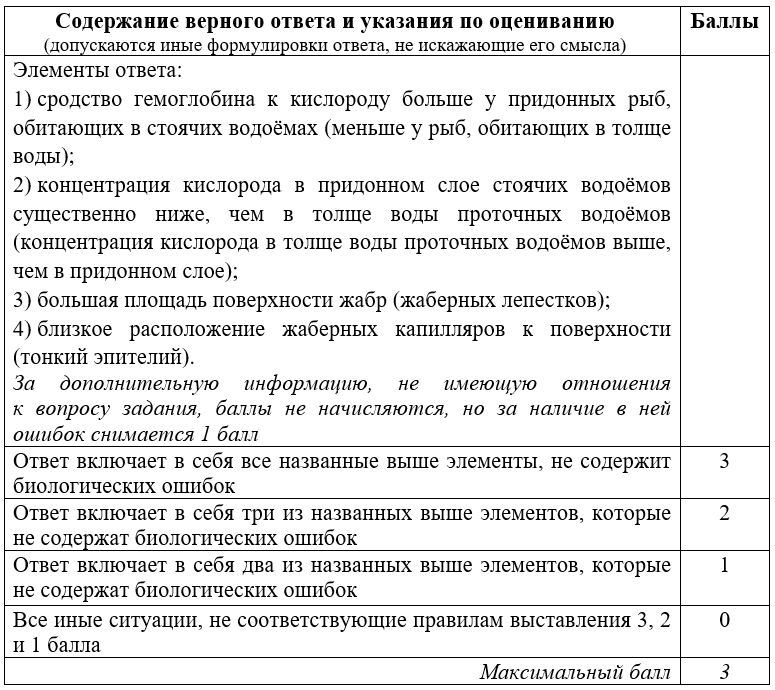 Содержание верного ответа и указания по оцениванию Баллы
(допускаются иные формулировки ответа, не искажающие его смысла)
Элементы ответа:
1) сродство гемоглобина к кислороду больше у придонных рыб,
обитающих в стоячих водоёмах (меньше у рыб, обитающих в толще
воды);
2) концентрация кислорода в придонном слое стоячих водоёмов
существенно ниже, чем в толще воды проточных водоёмов
(концентрация кислорода в толще воды проточных водоёмов выше,
чем в придонном слое);
3) большая площадь поверхности жабр (жаберных лепестков);
4) близкое расположение жаберных капилляров к поверхности
(тонкий эпителий).
За дополнительную информацию, не имеющую отношения
к вопросу задания, баллы не начисляются, но за наличие в ней
ошибок снимается 1 балл
Ответ включает в себя все названные выше элементы, не содержит 3
биологических ошибок
Ответ включает в себя три из названных выше элементов, которые 2
не содержат биологических ошибок
Ответ включает в себя два из названных выше элементов, которые 1
не содержат биологических ошибок
Все иные ситуации, не соответствующие правилам выставления 3, 2 0
и 1 балла
Максимальный балл 3